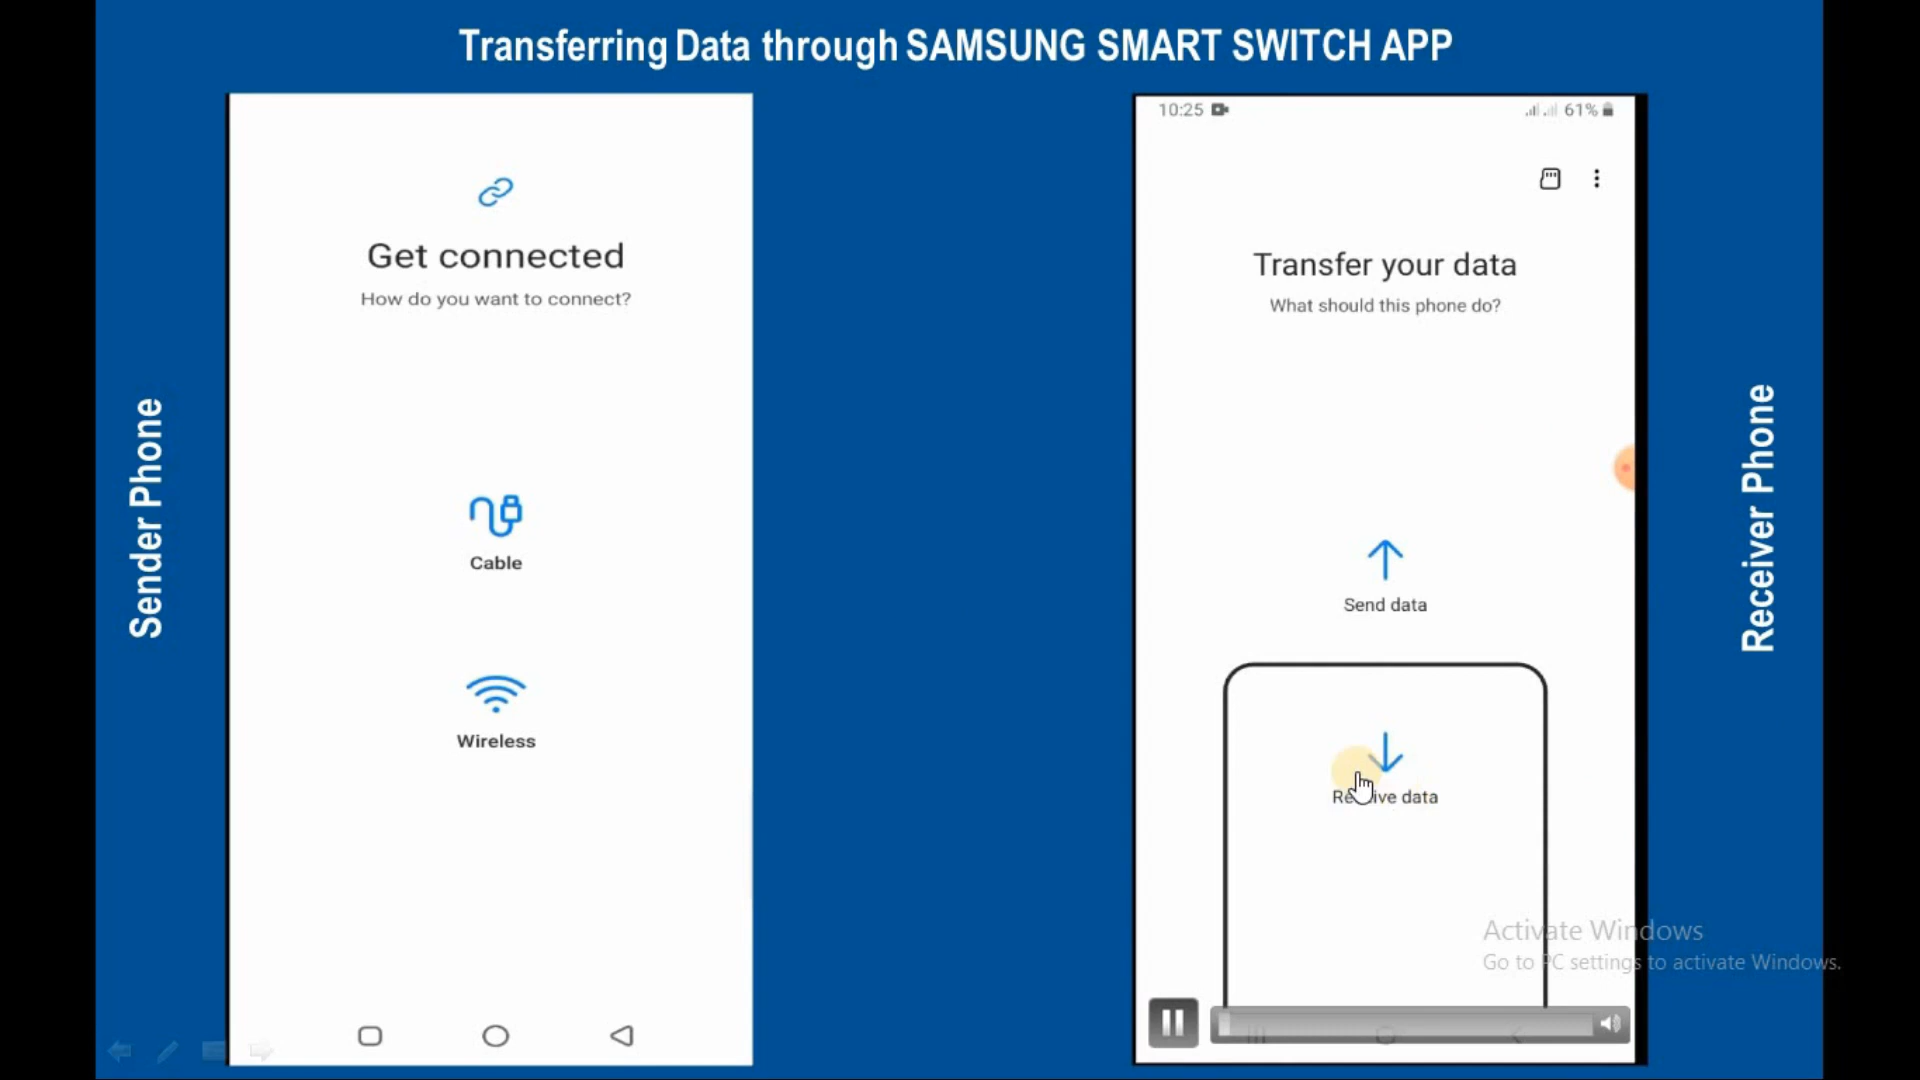 Transferring Data through SAMSUNG SMART SWITCH APP
Sender Phone
Get connected
How do you want to connect?
Cable
Wireless
10:25
61%
Transfer your data
What should this phone do?
Send data
Receive data
Receiver Phone
Activate Windows
Go to PC settings to activate Windows.